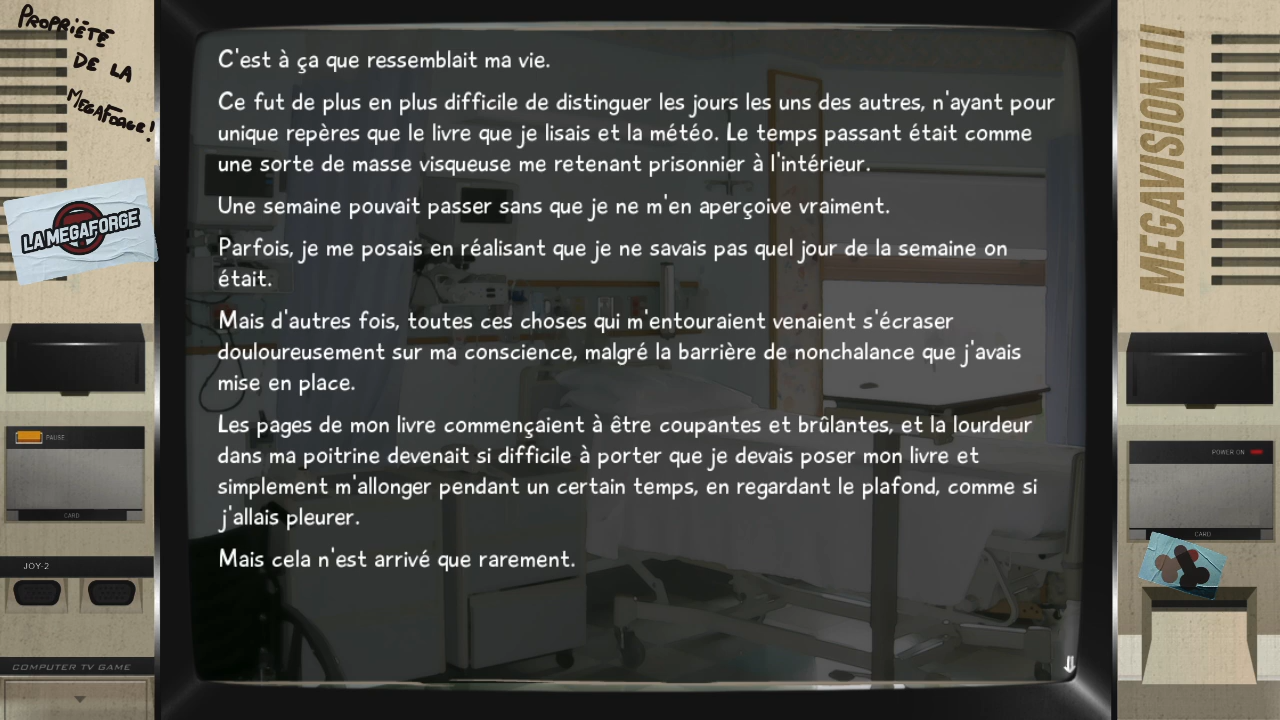 PROPRIÉTÉ
DE LA
MEGAFORGE!
LA MEGAFORGE
PAUSE
CARD
JOY-2
COMPUTER TV GAME
C'est à ça que ressemblait ma vie.
Ce fut de plus en plus difficile de distinguer les jours les uns des autres, n'ayant pour
unique repères que le livre que je lisais et la météo. Le temps passant était comme
une sorte de masse visqueuse me retenant prisonnier à l'intérieur.
Une semaine pouvait passer sans que je ne m'en aperçoive vraiment.
Parfois, je me posais en réalisant que je ne savais pas quel jour de la semaine on
était.
Mais d'autres fois, toutes ces choses qui m'entouraient venaient s'écraser
douloureusement sur ma conscience, malgré la barrière de nonchalance que j'avais
mise en place.
Les pages de mon livre commençaient à être coupantes et brûlantes, et la lourdeur
dans ma poitrine devenait si difficile à porter que je devais poser mon livre et
simplement m'allonger pendant un certain temps, en regardant le plafond, comme si
j'allais pleurer.
Mais cela n'est arrivé que rarement.
MEGAVISION III
POWER ON
CARD